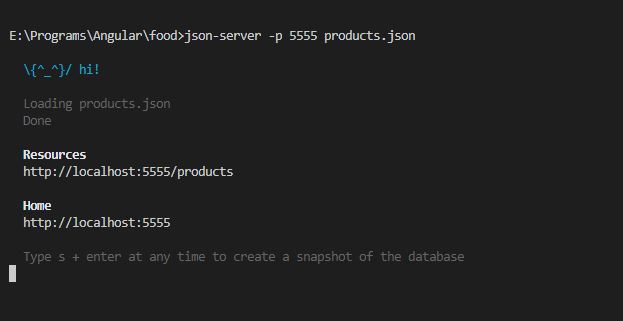 E:\Programs\Angular\food>json-server -p 5555 products.json
\{^_^}/ hi!
Loading products.json
Done
Resources
http://localhost:5555/products
Home
http://localhost:5555
Type s + enter at any time to create a snapshot of the database